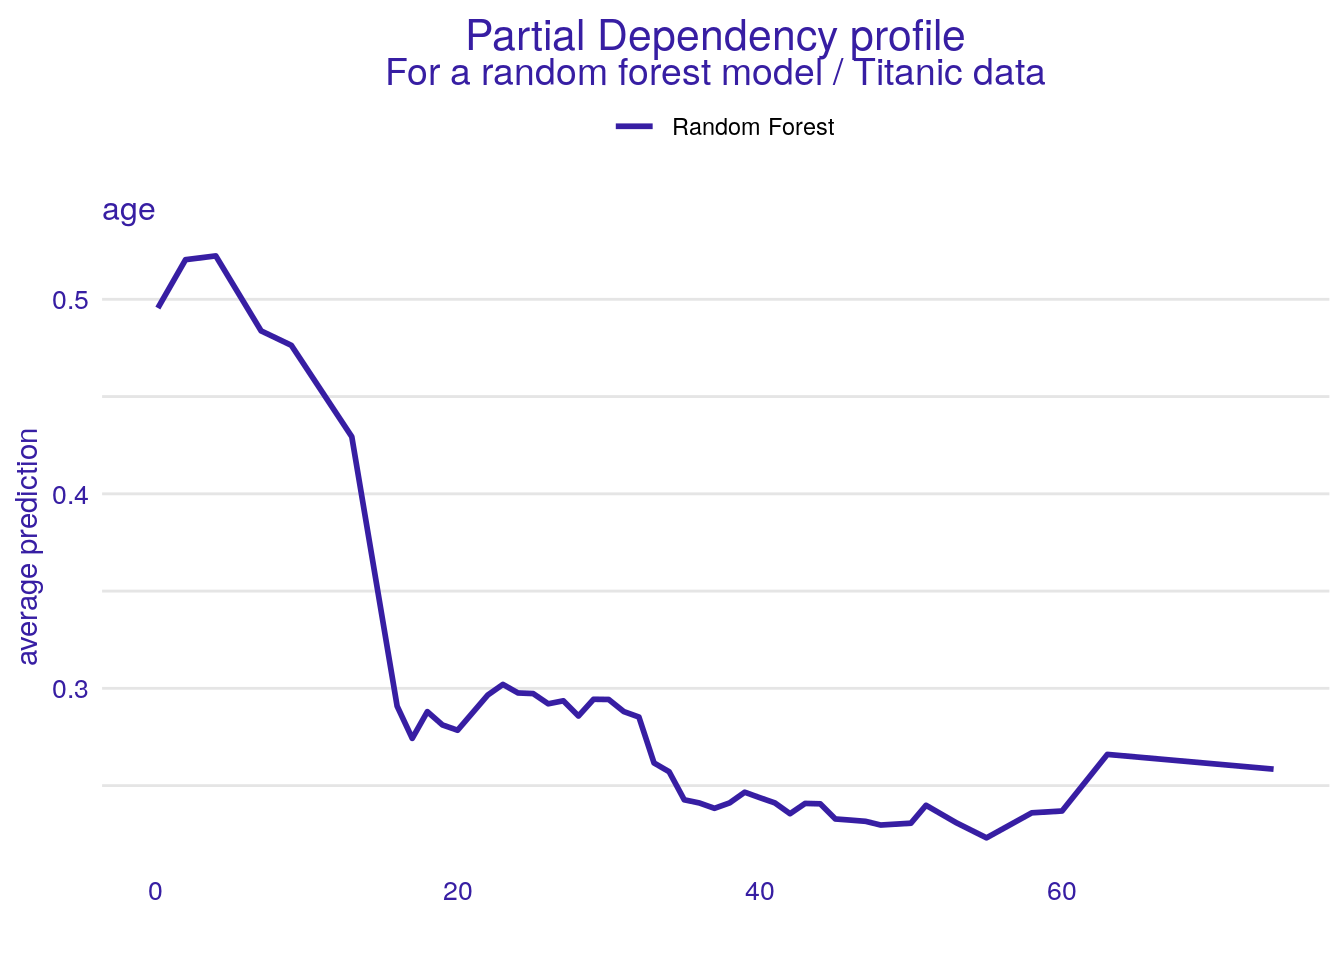 Partial Dependency profile
For a random forest model / Titanic data
Random Forest
age
0.5
0.4
0.3
average prediction
0 20 40 60